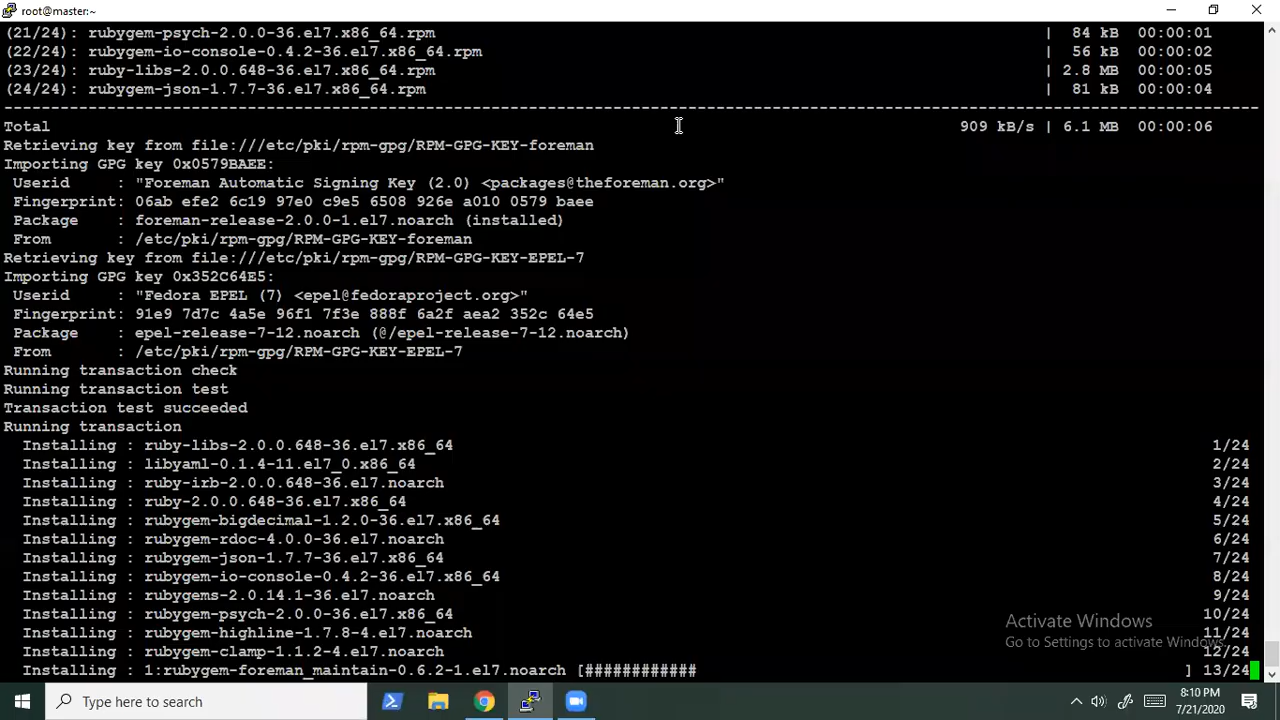 root@master:~
(21/24): rubygem-psych-2.0.0-36.el7.x86_64.rpm | 84 kB 00:00:01
(22/24): rubygem-io-console-0.4.2-36.el7.x86_64.rpm | 56 kB 00:00:02
(23/24): ruby-libs-2.0.0.648-36.el7.x86_64.rpm | 2.8 MB 00:00:05
(24/24): rubygem-json-1.7.7-36.el7.x86_64.rpm | 81 kB 00:00:04
--------------------------------------------------------------------------------------------------------------------------------------
Total 909 kB/s | 6.1 MB 00:00:06
Retrieving key from file:///etc/pki/rpm-gpg/RPM-GPG-KEY-foreman
Importing GPG key 0x0579BAEE:
Userid : "Foreman Automatic Signing Key (2.0) <packages@theforeman.org>"
Fingerprint: 06ab efe2 6c19 97e0 c9e5 6508 926e a010 0579 baee
Package : foreman-release-2.0.0-1.el7.noarch (installed)
From : /etc/pki/rpm-gpg/RPM-GPG-KEY-foreman
Retrieving key from file:///etc/pki/rpm-gpg/RPM-GPG-KEY-EPEL-7
Importing GPG key 0x352C64E5:
Userid : "Fedora EPEL (7) <epel@fedoraproject.org>"
Fingerprint: 91e9 7d7c 4a5e 96f1 7f3e 888f 6a2f aea2 352c 64e5
Package : epel-release-7-12.noarch (@/epel-release-7-12.noarch)
From : /etc/pki/rpm-gpg/RPM-GPG-KEY-EPEL-7
Running transaction check
Running transaction test
Transaction test succeeded
Running transaction
Installing : ruby-libs-2.0.0.648-36.el7.x86_64 1/24
Installing : libyaml-0.1.4-11.el7_0.x86_64 2/24
Installing : ruby-irb-2.0.0.648-36.el7.noarch 3/24
Installing : ruby-2.0.0.648-36.el7.x86_64 4/24
Installing : rubygem-bigdecimal-1.2.0-36.el7.x86_64 5/24
Installing : rubygem-rdoc-4.0.0-36.el7.noarch 6/24
Installing : rubygem-json-1.7.7-36.el7.x86_64 7/24
Installing : rubygem-io-console-0.4.2-36.el7.x86_64 8/24
Installing : rubygems-2.0.14.1-36.el7.noarch 9/24
Installing : rubygem-psych-2.0.0-36.el7.x86_64 10/24
Installing : rubygem-highline-1.7.8-4.el7.noarch 11/24
Installing : rubygem-clamp-1.1.2-4.el7.noarch 12/24
Installing : 1:rubygem-foreman_maintain-0.6.2-1.el7.noarch [############ ] 13/24
Activate Windows
Go to Settings to activate Windows.
Type here to search
8:10 PM
7/21/2020